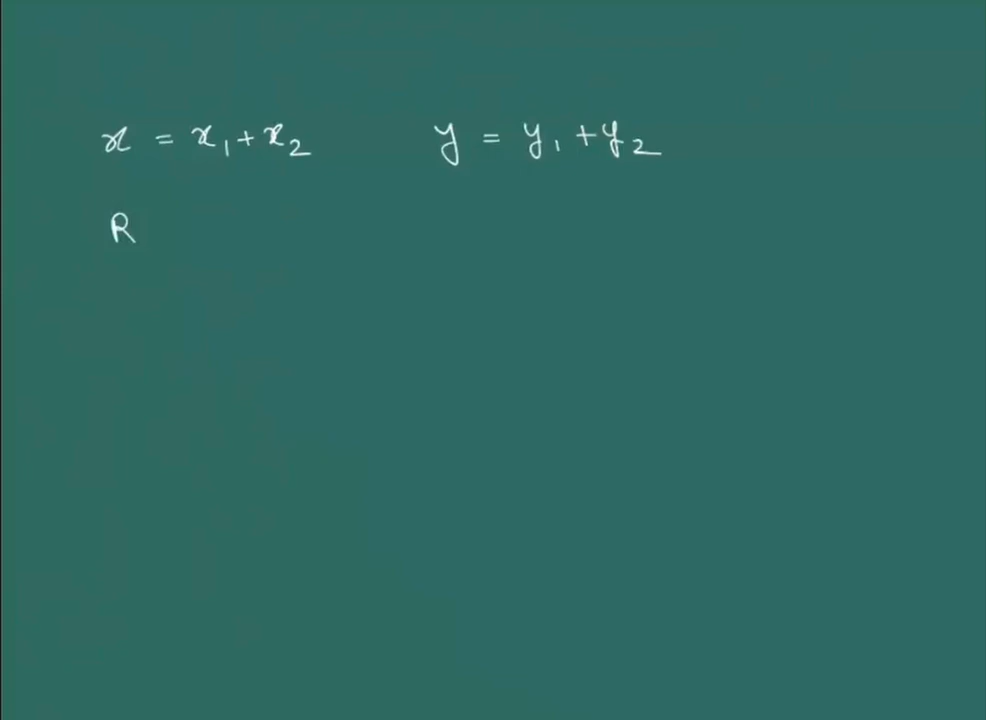 x = x₁ + x₂ y = y₁ + y₂
R